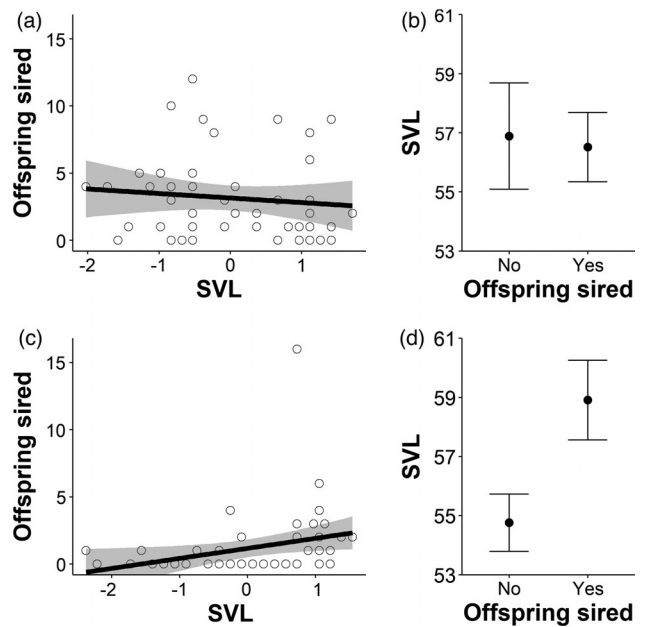 (a)
15
10
5
0
Offspring sired
-2 -1 0 1
SVL
(b)
61
59
57
55
53
SVL
No Yes
Offspring sired
(c)
15
10
5
0
Offspring sired
-2 -1 0 1
SVL
(d)
61
59
57
55
53
SVL
No Yes
Offspring sired